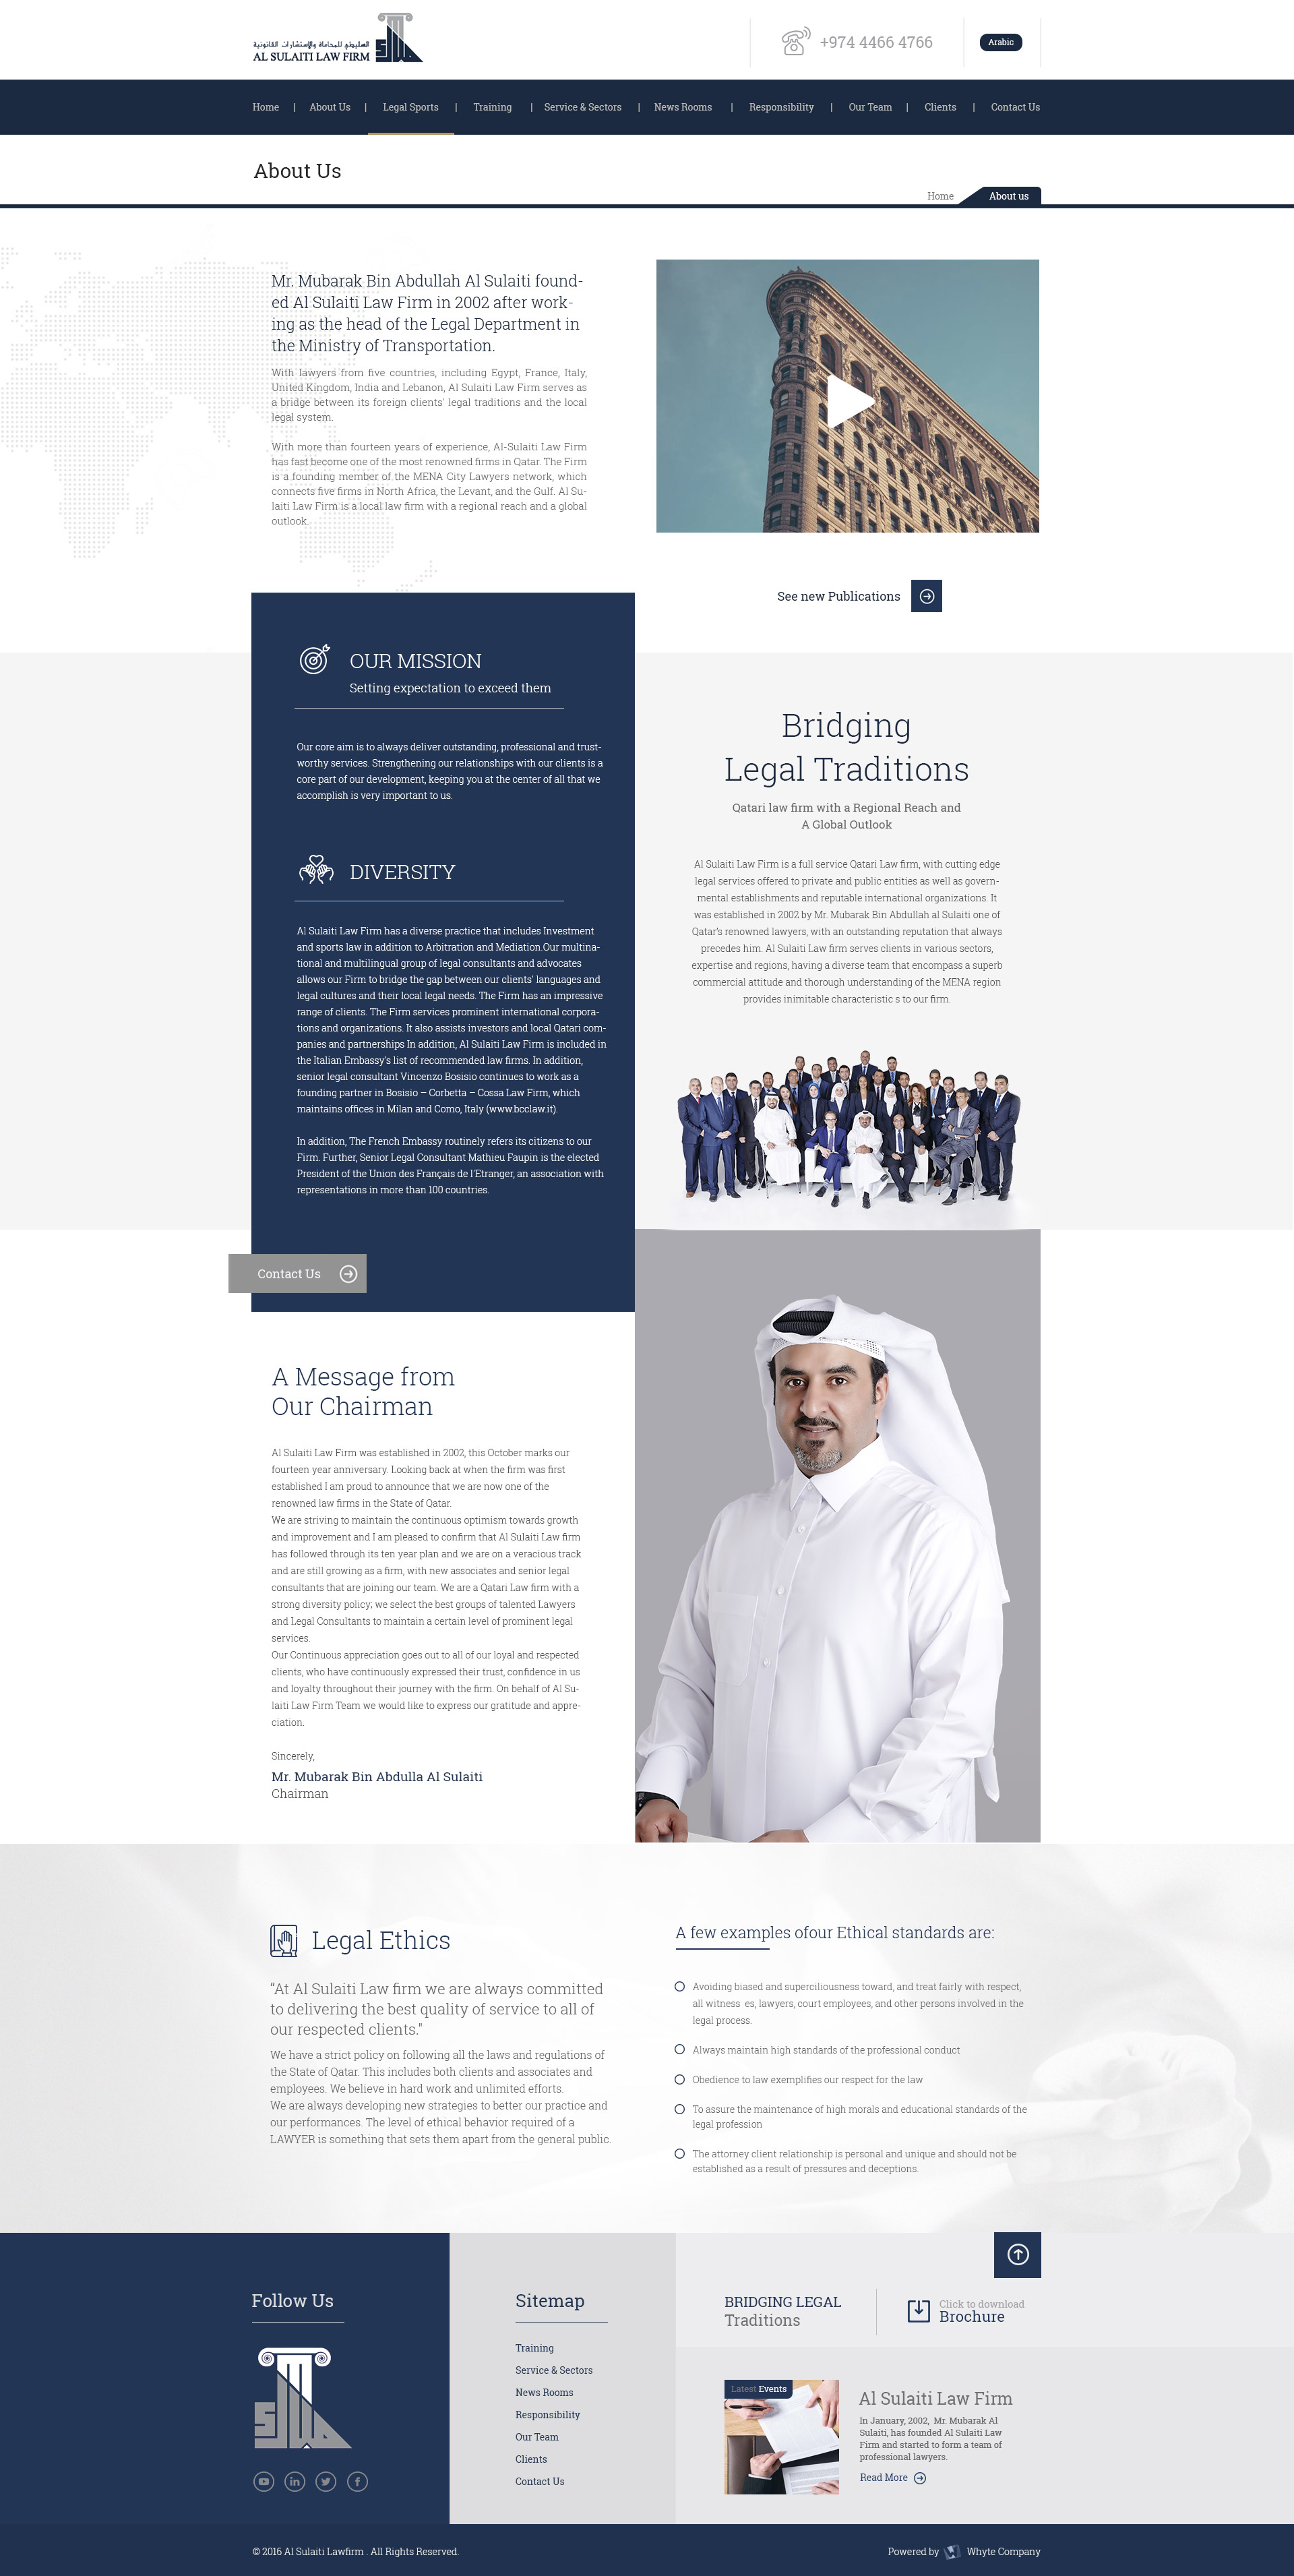 السليطي للمحاماة والإستشارات القانونية
AL SULAITI LAW FIRM
+974 4466 4766
Arabic
Home | About Us | Legal Sports | Training | Service & Sectors | News Rooms | Responsibility | Our Team | Clients | Contact Us
About Us
Home About us
Mr. Mubarak Bin Abdullah Al Sulaiti found-
ed Al Sulaiti Law Firm in 2002 after work-
ing as the head of the Legal Department in
the Ministry of Transportation.
With lawyers from five countries, including Egypt, France, Italy,
United Kingdom, India and Lebanon, Al Sulaiti Law Firm serves as
a bridge between its foreign clients' legal traditions and the local
legal system.
With more than fourteen years of experience, Al-Sulaiti Law Firm
has fast become one of the most renowned firms in Qatar. The Firm
is a founding member of the MENA City Lawyers network, which
connects five firms in North Africa, the Levant, and the Gulf. Al Su-
laiti Law Firm is a local law firm with a regional reach and a global
outlook.
See new Publications
OUR MISSION
Setting expectation to exceed them
Our core aim is to always deliver outstanding, professional and trust-
worthy services. Strengthening our relationships with our clients is a
core part of our development, keeping you at the center of all that we
accomplish is very important to us.
DIVERSITY
Al Sulaiti Law Firm has a diverse practice that includes Investment
and sports law in addition to Arbitration and Mediation.Our multina-
tional and multilingual group of legal consultants and advocates
allows our Firm to bridge the gap between our clients' languages and
legal cultures and their local legal needs. The Firm has an impressive
range of clients. The Firm services prominent international corpora-
tions and organizations. It also assists investors and local Qatari com-
panies and partnerships In addition, Al Sulaiti Law Firm is included in
the Italian Embassy's list of recommended law firms. In addition,
senior legal consultant Vincenzo Bosisio continues to work as a
founding partner in Bosisio – Corbetta – Cossa Law Firm, which
maintains offices in Milan and Como, Italy (www.bcclaw.it).
In addition, The French Embassy routinely refers its citizens to our
Firm. Further, Senior Legal Consultant Mathieu Faupin is the elected
President of the Union des Français de l'Etranger, an association with
representations in more than 100 countries.
Contact Us
Bridging
Legal Traditions
Qatari law firm with a Regional Reach and
A Global Outlook
Al Sulaiti Law Firm is a full service Qatari Law firm, with cutting edge
legal services offered to private and public entities as well as govern-
mental establishments and reputable international organizations. It
was established in 2002 by Mr. Mubarak Bin Abdullah al Sulaiti one of
Qatar's renowned lawyers, with an outstanding reputation that always
precedes him. Al Sulaiti Law firm serves clients in various sectors,
expertise and regions, having a diverse team that encompass a superb
commercial attitude and thorough understanding of the MENA region
provides inimitable characteristic s to our firm.
A Message from
Our Chairman
Al Sulaiti Law Firm was established in 2002, this October marks our
fourteen year anniversary. Looking back at when the firm was first
established I am proud to announce that we are now one of the
renowned law firms in the State of Qatar.
We are striving to maintain the continuous optimism towards growth
and improvement and I am pleased to confirm that Al Sulaiti Law firm
has followed through its ten year plan and we are on a veracious track
and are still growing as a firm, with new associates and senior legal
consultants that are joining our team. We are a Qatari Law firm with a
strong diversity policy; we select the best groups of talented Lawyers
and Legal Consultants to maintain a certain level of prominent legal
services.
Our Continuous appreciation goes out to all of our loyal and respected
clients, who have continuously expressed their trust, confidence in us
and loyalty throughout their journey with the firm. On behalf of Al Su-
laiti Law Firm Team we would like to express our gratitude and appre-
ciation.
Sincerely,
Mr. Mubarak Bin Abdulla Al Sulaiti
Chairman
Legal Ethics
"At Al Sulaiti Law firm we are always committed
to delivering the best quality of service to all of
our respected clients."
We have a strict policy on following all the laws and regulations of
the State of Qatar. This includes both clients and associates and
employees. We believe in hard work and unlimited efforts.
We are always developing new strategies to better our practice and
our performances. The level of ethical behavior required of a
LAWYER is something that sets them apart from the general public.
A few examples ofour Ethical standards are:
Avoiding biased and superciliousness toward, and treat fairly with respect,
all witness es, lawyers, court employees, and other persons involved in the
legal process.
Always maintain high standards of the professional conduct
Obedience to law exemplifies our respect for the law
To assure the maintenance of high morals and educational standards of the
legal profession
The attorney client relationship is personal and unique and should not be
established as a result of pressures and deceptions.
Follow Us
Sitemap
Training
Service & Sectors
News Rooms
Responsibility
Our Team
Clients
Contact Us
BRIDGING LEGAL
Traditions
Click to download
Brochure
Latest Events
Al Sulaiti Law Firm
In January, 2002, Mr. Mubarak Al
Sulaiti, has founded Al Sulaiti Law
Firm and started to form a team of
professional lawyers.
Read More
© 2016 Al Sulaiti Lawfirm . All Rights Reserved.
Powered by Whyte Company